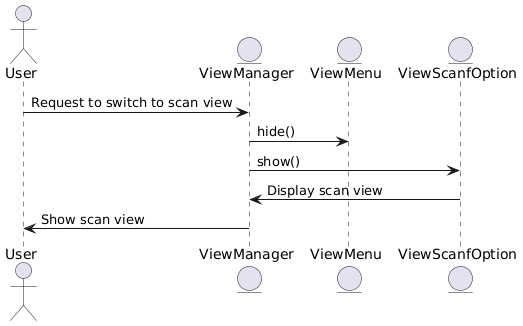 User
ViewManager
ViewMenu
ViewScanfOption
Request to switch to scan view
hide()
show()
Display scan view
Show scan view
User
ViewManager
ViewMenu
ViewScanfOption